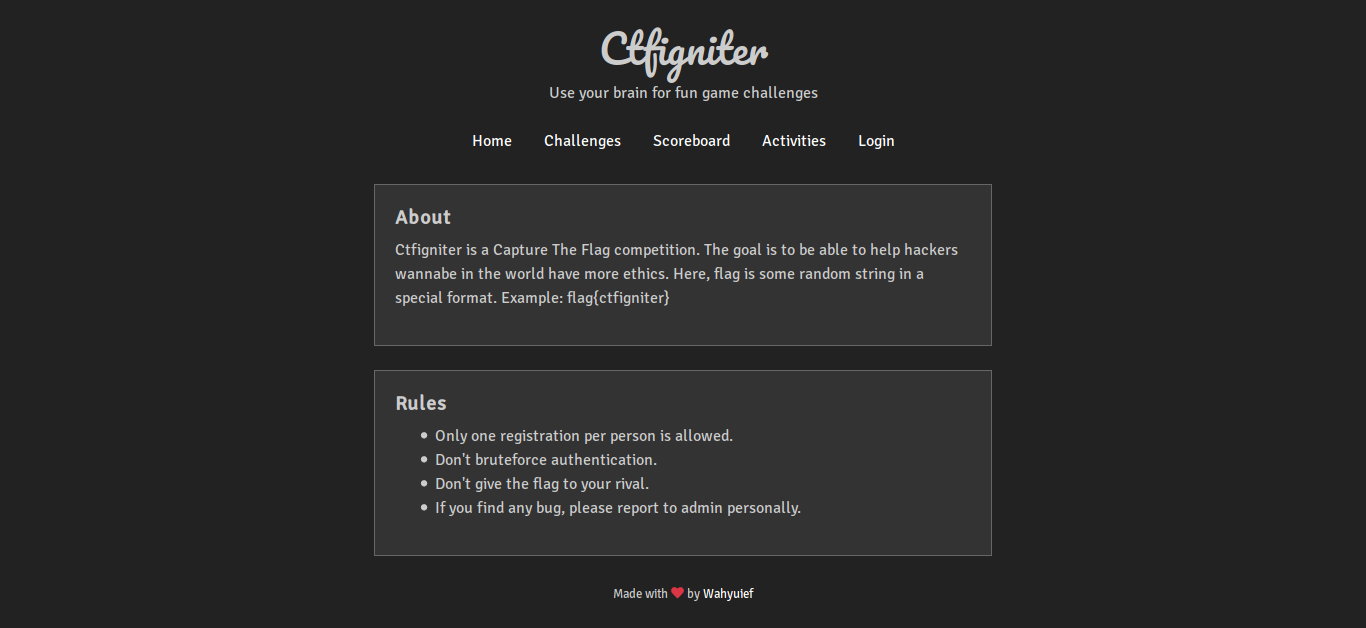 Ctfigniter
Use your brain for fun game challenges
Home Challenges Scoreboard Activities Login
About
Ctfigniter is a Capture The Flag competition. The goal is to be able to help hackers
wannabe in the world have more ethics. Here, flag is some random string in a
special format. Example: flag{ctfigniter}
Rules
• Only one registration per person is allowed.
• Don't bruteforce authentication.
• Don't give the flag to your rival.
• If you find any bug, please report to admin personally.
Made with ❤ by Wahyuief